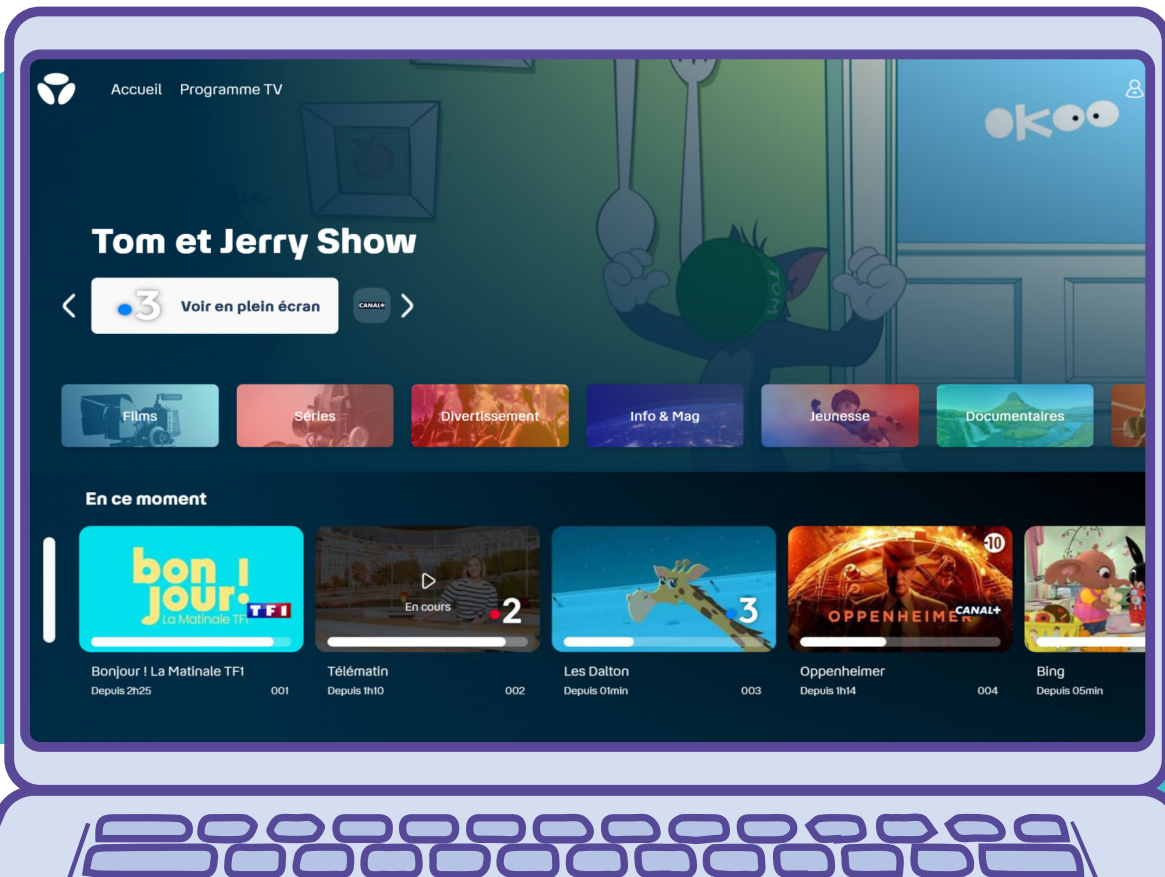 Accueil Programme TV
okoo
Tom et Jerry Show
3 Voir en plein écran CANAL+
TOM
Films Séries Divertissement Info & Mag Jeunesse Documentaires
En ce moment
bon
jour!
La Matinale TF1
TF1
En cours
2
3
-10
OPPENHEIMER
CANAL+
Bonjour ! La Matinale TF1 Télématin Les Dalton Oppenheimer Bing
Depuis 2h25 001 Depuis 1h10 002 Depuis 01min 003 Depuis 1h14 004 Depuis 05min